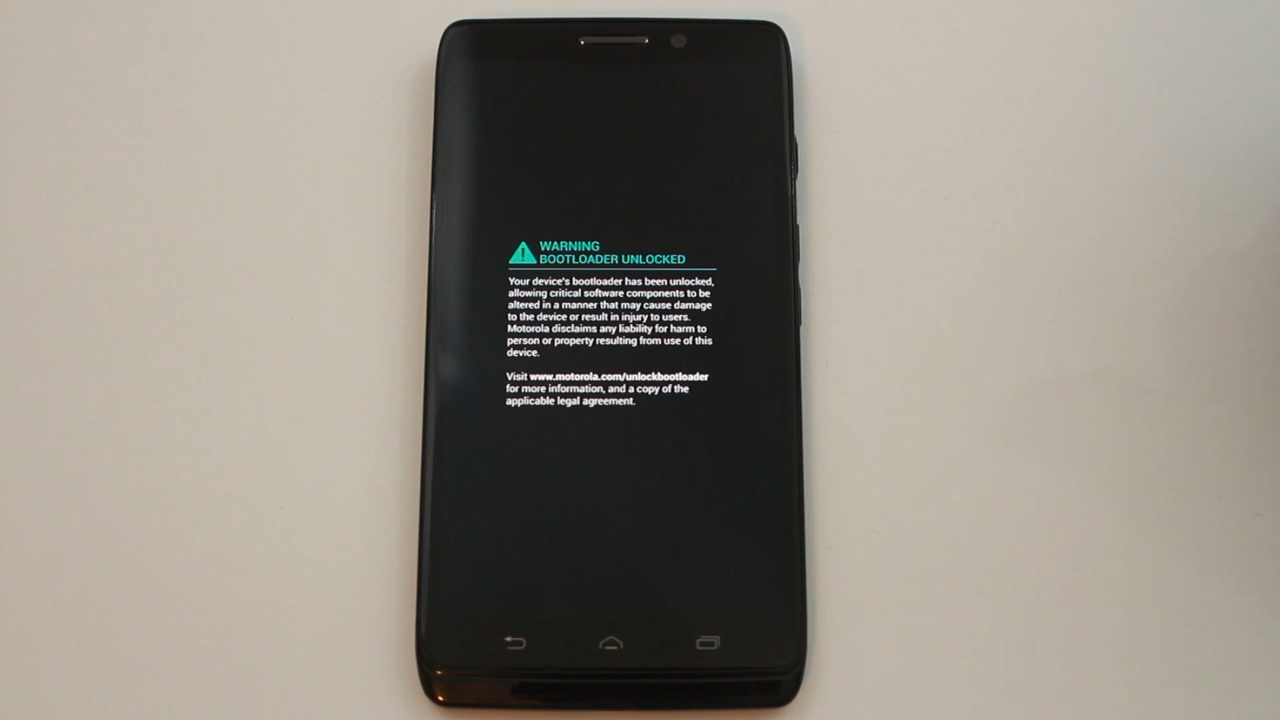 WARNING
BOOTLOADER UNLOCKED
Your device's bootloader has been unlocked,
allowing critical software components to be
altered in a manner that may cause damage
to the device or result in injury to users.
Motorola disclaims any liability for harm to
person or property resulting from use of this
device.
Visit www.motorola.com/unlockbootloader
for more information, and a copy of the
applicable legal agreement.